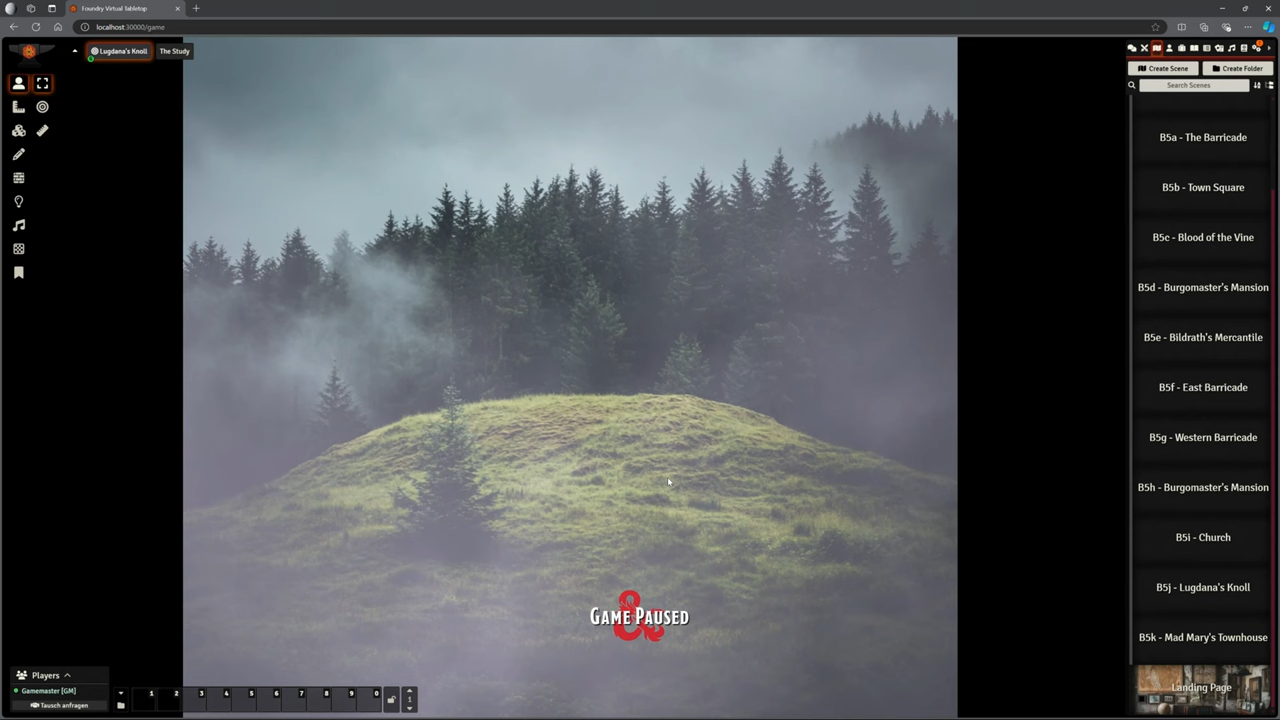 Foundry Virtual Tabletop
localhost:30000/game
Lugdana's Knoll
The Study
Create Scene
Create Folder
Search Scenes
B5a - The Barricade
B5b - Town Square
B5c - Blood of the Vine
B5d - Burgomaster's Mansion
B5e - Bildrath's Mercantile
B5f - East Barricade
B5g - Western Barricade
B5h - Burgomaster's Mansion
B5i - Church
B5j - Lugdana's Knoll
B5k - Mad Mary's Townhouse
Landing Page
Game Paused
Players
Gamemaster [GM]
Tausch anfragen
1 2 3 4 5 6 7 8 9 0
1